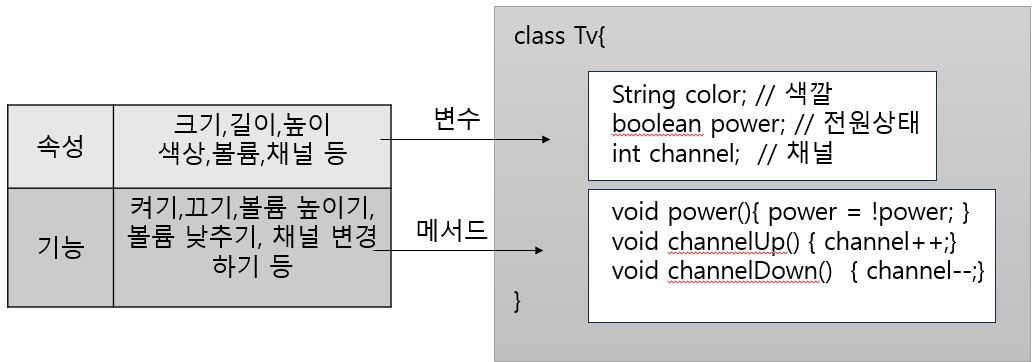 속성
크기,길이,높이
색상,볼륨,채널 등
기능
켜기,끄기,볼륨 높이기,
볼륨 낮추기, 채널 변경
하기 등
변수
메서드
class Tv{
String color; // 색깔
boolean power; // 전원상태
int channel;  // 채널
void power(){ power = !power; }
void channelUp() { channel++;}
void channelDown()  { channel--;}
}